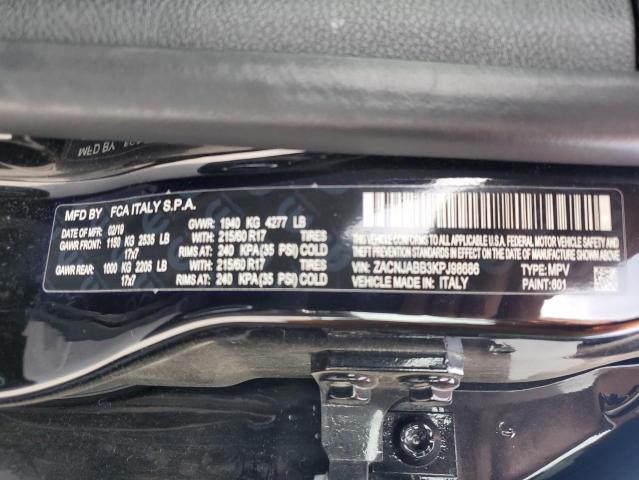 MFD BY FCA ITALY S.P.A.
DATE OF MFR: 02/19 GVWR: 1940 KG 4277 LB
GAWR FRONT: 1150 KG 2535 LB WITH: 215/60 R17 TIRES
17x7 RIMS AT: 240 KPA(35 PSI) COLD
GAWR REAR: 1000 KG 2205 LB WITH: 215/60 R17 TIRES
17x7 RIMS AT: 240 KPA(35 PSI) COLD
THIS VEHICLE CONFORMS TO ALL APPLICABLE U.S.A. FEDERAL MOTOR VEHICLE
SAFETY, BUMPER, AND THEFT PREVENTION STANDARDS IN EFFECT ON THE DATE OF MANUFACTURE SHOWN ABOVE.
VIN: ZACNJABB3KPJ98686 TYPE: MPV
VEHICLE MADE IN: ITALY PAINT: 601